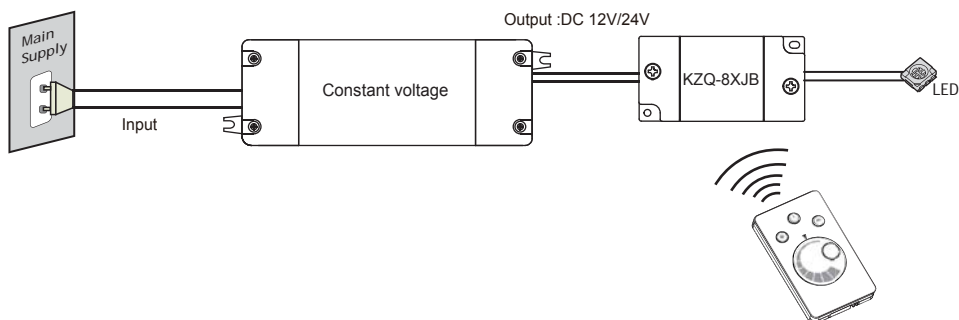 Output :DC 12V/24V
Main
Supply
Constant voltage
KZQ-8XJB
LED
Input